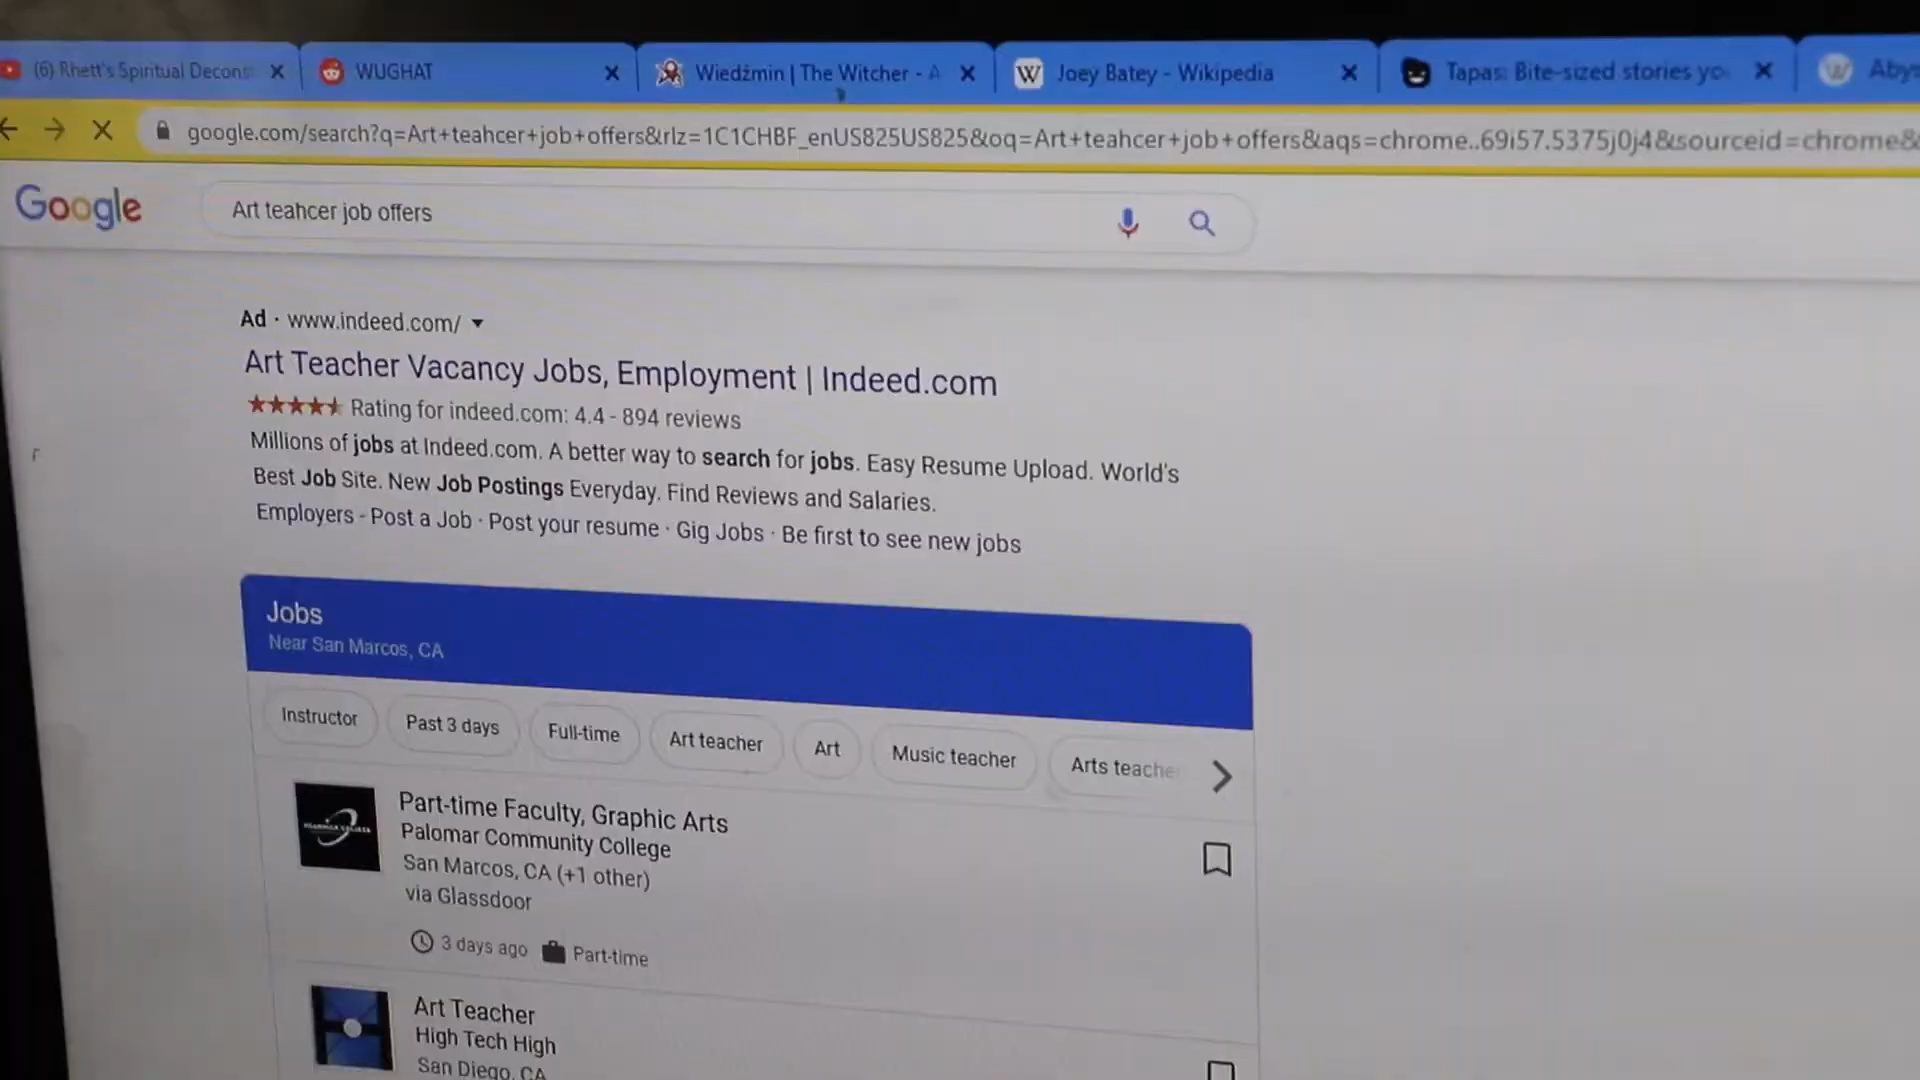 (6) Rhett's Spiritual Decons
WUGHAT
Wiedźmin | The Witcher - A
Joey Batey - Wikipedia
Tapas: Bite-sized stories yo
Abys
google.com/search?q=Art+teahcer+job+offers&rlz=1C1CHBF_enUS825US825&oq=Art+teahcer+job+offers&aqs=chrome..69i57.5375j0j4&sourceid=chrome&
Google
Art teahcer job offers
Ad · www.indeed.com/
Art Teacher Vacancy Jobs, Employment | Indeed.com
Rating for indeed.com: 4.4 - 894 reviews
Millions of jobs at Indeed.com. A better way to search for jobs. Easy Resume Upload. World's
Best Job Site. New Job Postings Everyday. Find Reviews and Salaries.
Employers - Post a Job · Post your resume · Gig Jobs · Be first to see new jobs
Jobs
Near San Marcos, CA
Instructor
Past 3 days
Full-time
Art teacher
Art
Music teacher
Arts teache
Part-time Faculty, Graphic Arts
Palomar Community College
San Marcos, CA (+1 other)
via Glassdoor
3 days ago
Part-time
Art Teacher
High Tech High
San Diego, CA